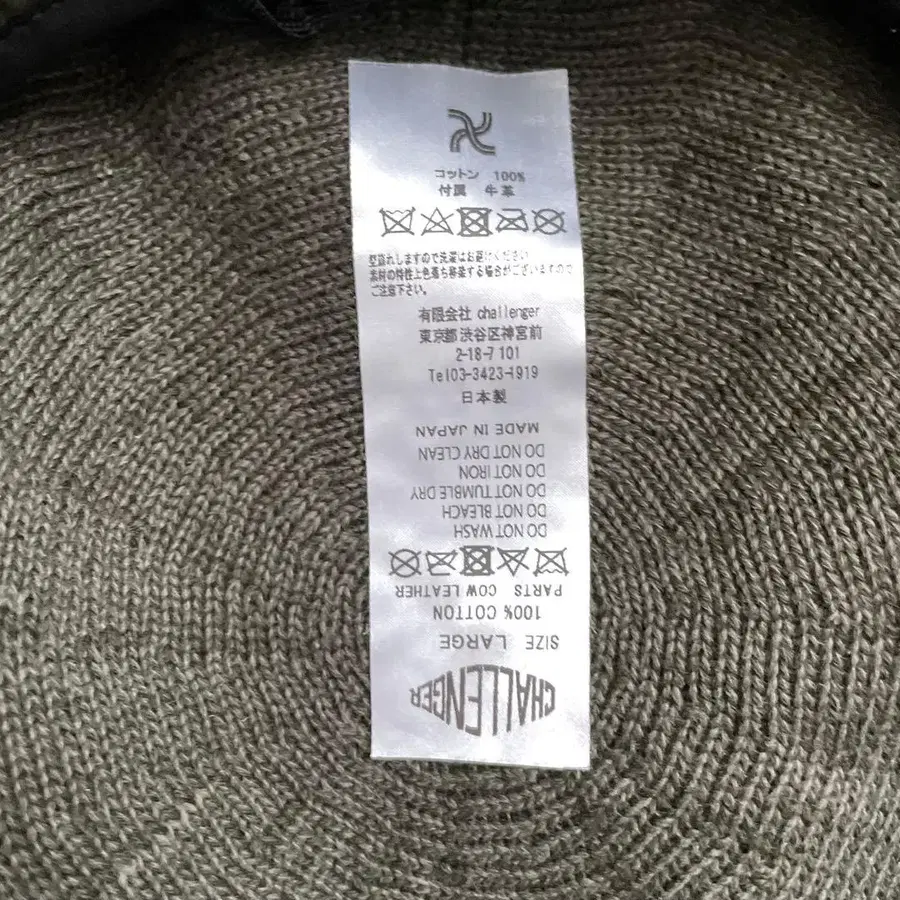 コットン 100%
付属 牛革
型崩れしますので洗濯はお避けください
素材の特性上色落ち移染する場合がございますので
ご注意下さい。
有限会社 challenger
東京都渋谷区神宮前
2-18-7 101
Tel03-3423-4919
日本製
CHALLENGER
SIZE LARGE
100% COTTON
PARTS COW LEATHER
DO NOT WASH
DO NOT BLEACH
DO NOT TUMBLE DRY
DO NOT IRON
DO NOT DRY CLEAN
MADE IN JAPAN